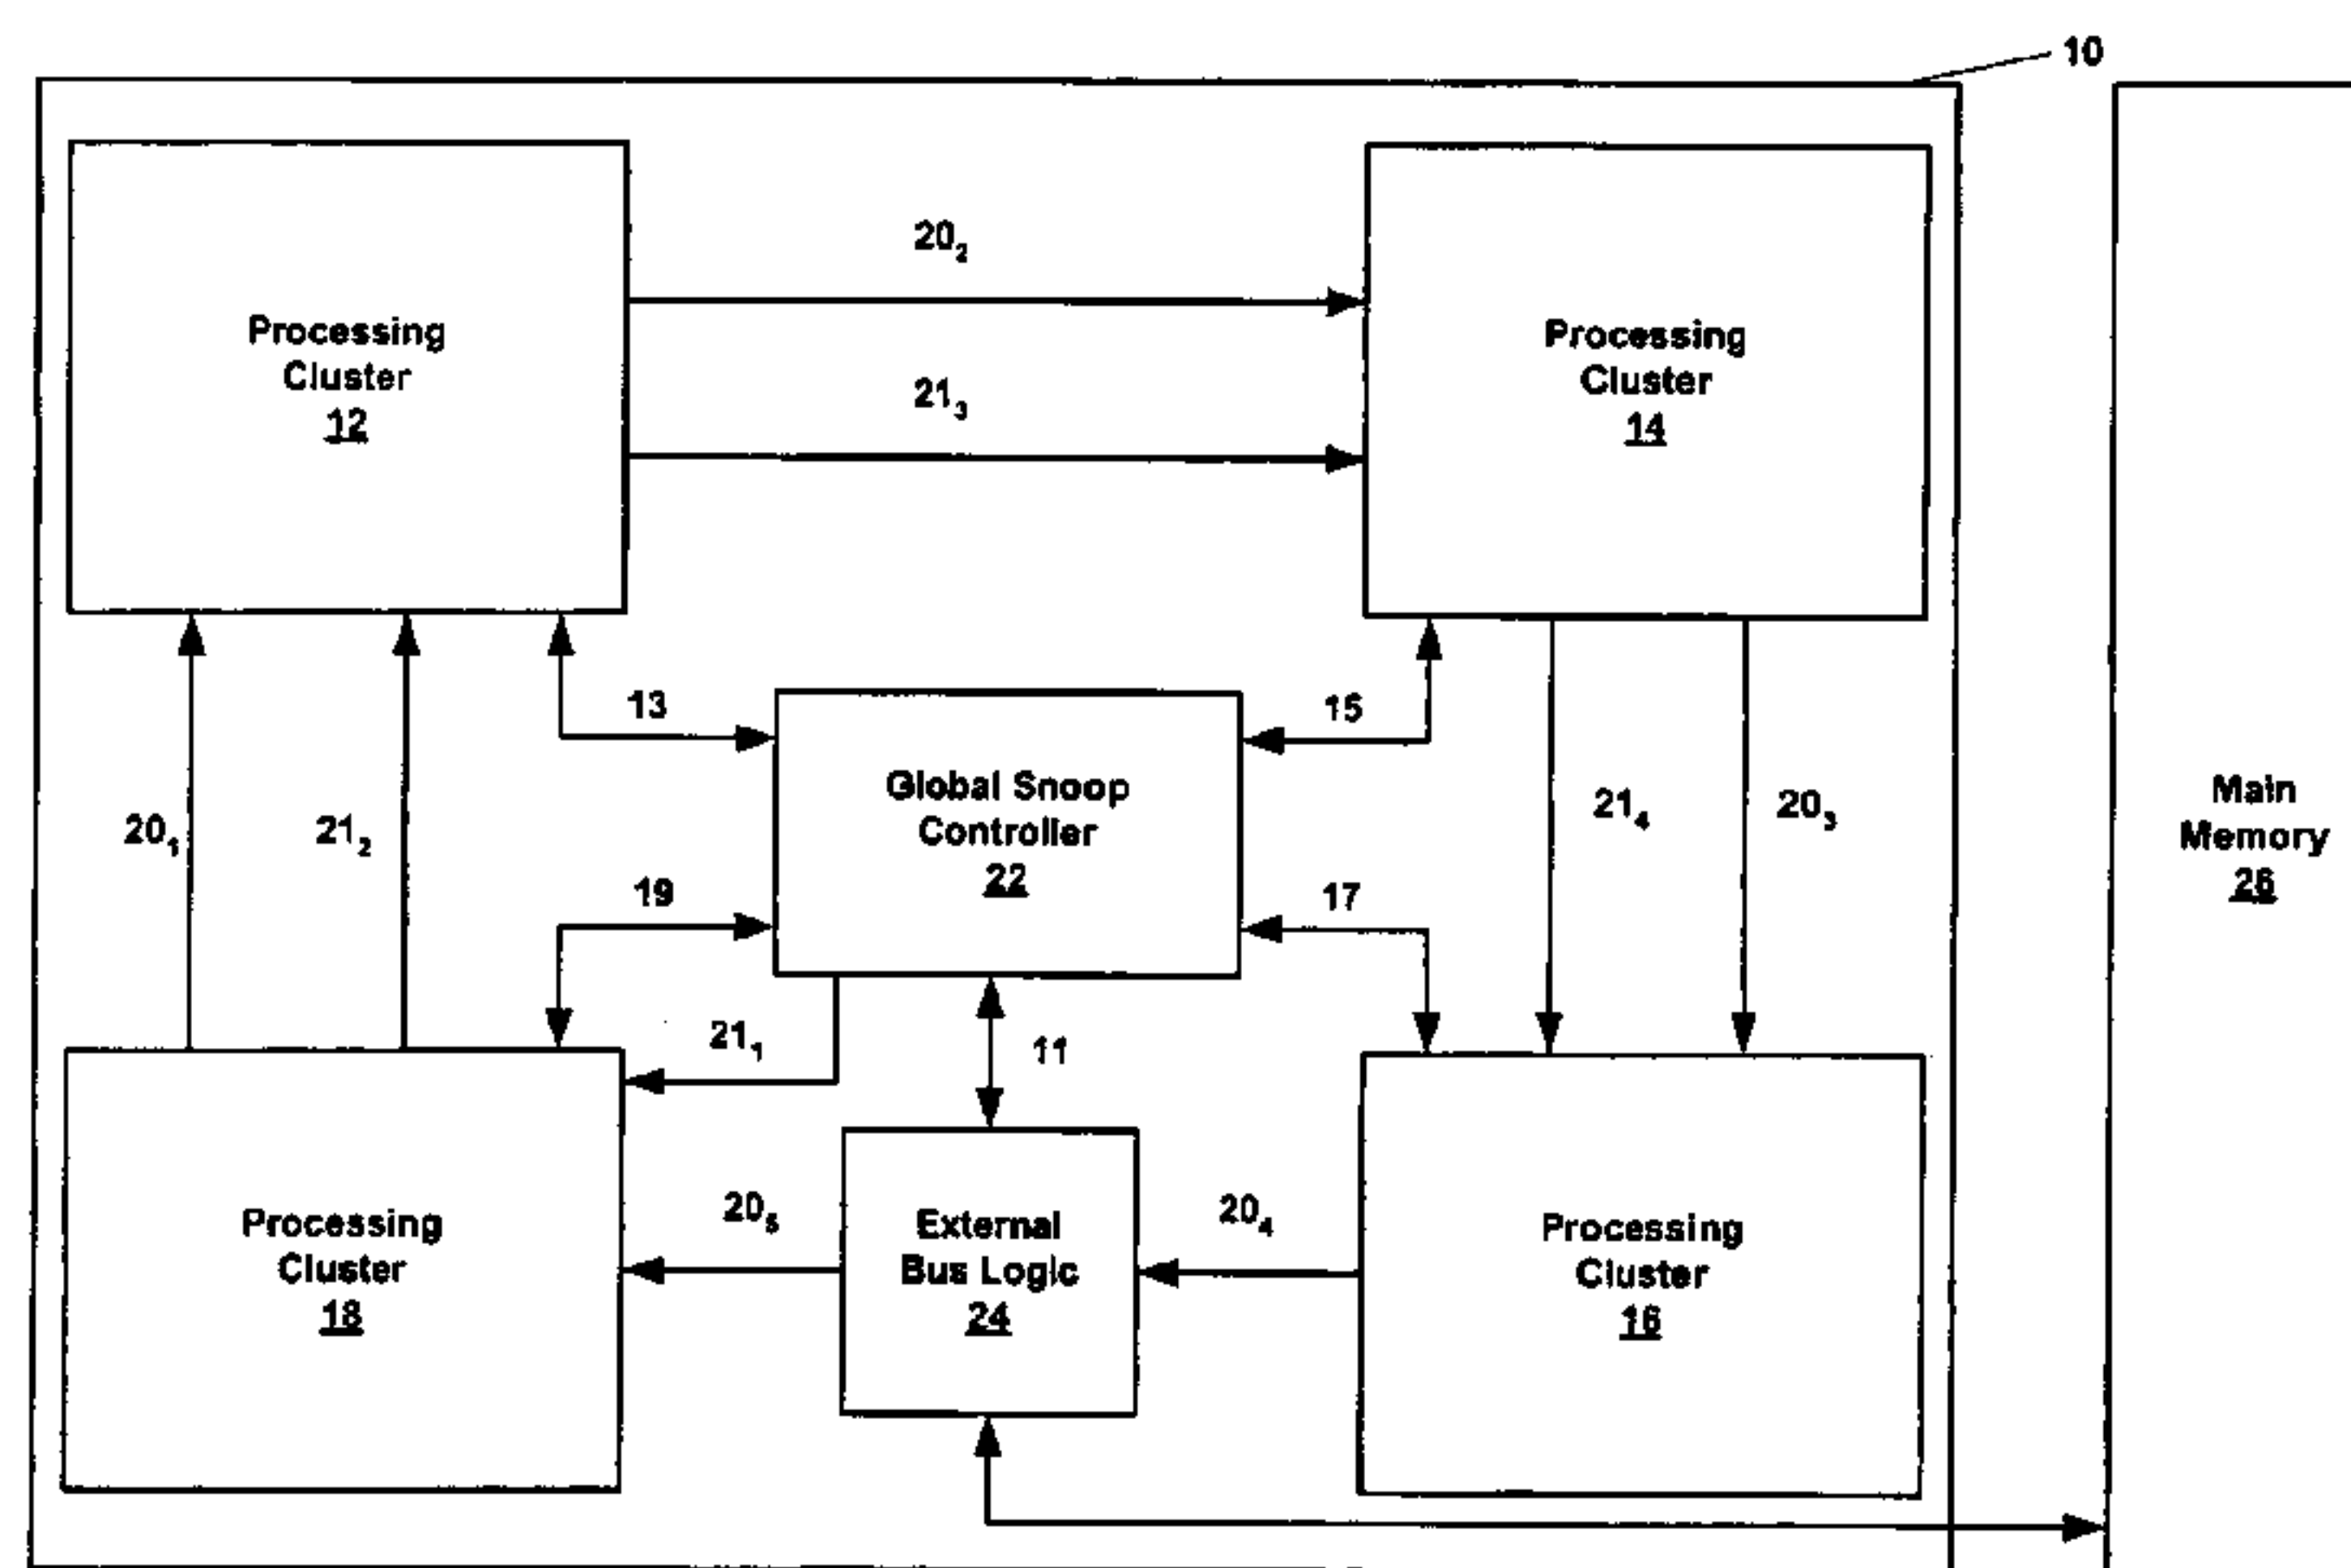 10
Processing
Cluster
12
20₂
21₃
Processing
Cluster
14
13
15
Global Snoop
Controller
22
20₁
21₂
21₄
20₃
Main
Memory
26
19
17
21₁
11
Processing
Cluster
18
20₅
External
Bus Logic
24
20₄
Processing
Cluster
16